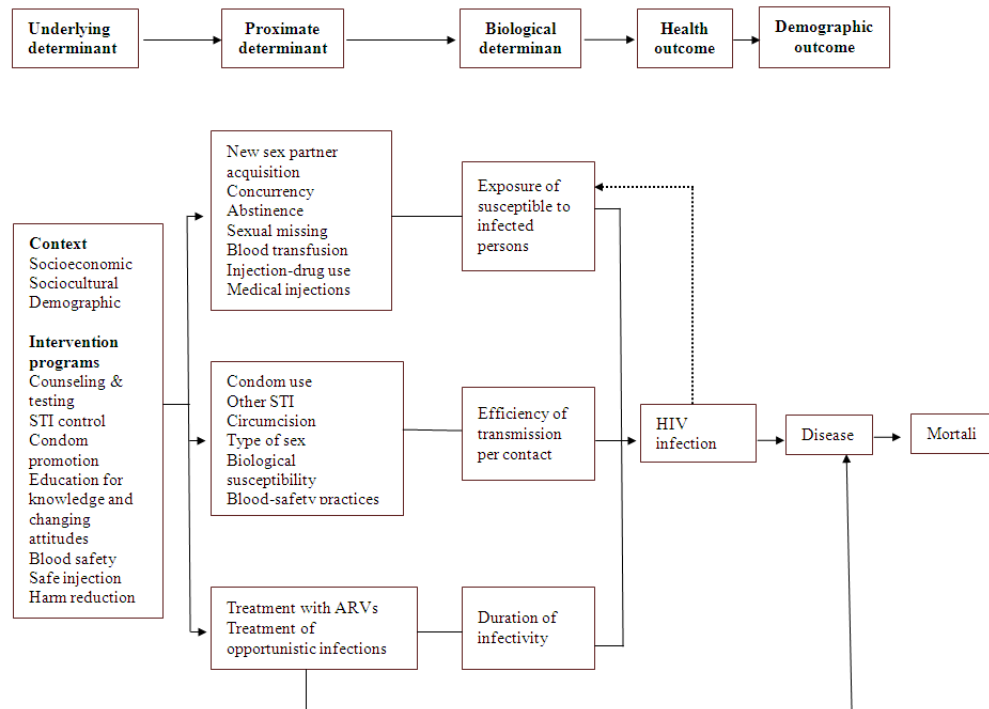 Underlying
determinant
Proximate
determinant
Biological
determinan
Health
outcome
Demographic
outcome
Context
Socioeconomic
Sociocultural
Demographic
Intervention
programs
Counseling &
testing
STI control
Condom
promotion
Education for
knowledge and
changing
attitudes
Blood safety
Safe injection
Harm reduction
New sex partner
acquisition
Concurrency
Abstinence
Sexual missing
Blood transfusion
Injection-drug use
Medical injections
Condom use
Other STI
Circumcision
Type of sex
Biological
susceptibility
Blood-safety practices
Treatment with ARVs
Treatment of
opportunistic infections
Exposure of
susceptible to
infected
persons
Efficiency of
transmission
per contact
Duration of
infectivity
HIV
infection
Disease
Mortali